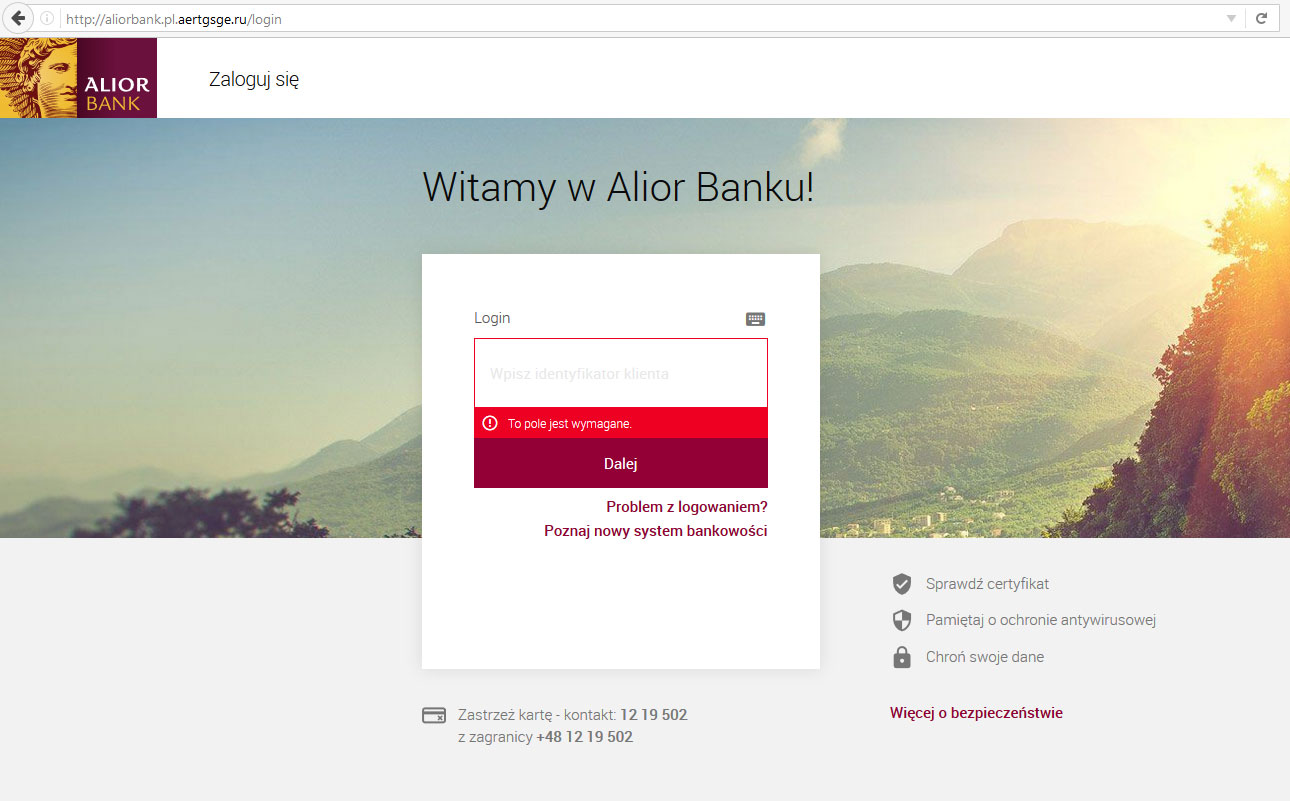 http://aliorbank.pl.aertgsge.ru/login
ALIOR
BANK
Zaloguj się
Witamy w Alior Banku!
Login
Wpisz identyfikator klienta
To pole jest wymagane.
Dalej
Problem z logowaniem?
Poznaj nowy system bankowości
Sprawdź certyfikat
Pamiętaj o ochronie antywirusowej
Chroń swoje dane
Więcej o bezpieczeństwie
Zastrzeż kartę - kontakt: 12 19 502
z zagranicy +48 12 19 502